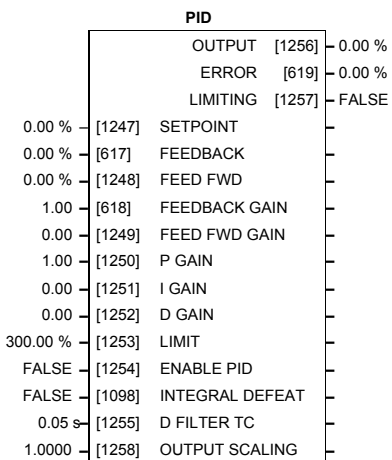 PID
OUTPUT [1256] 0.00 %
ERROR [619] 0.00 %
LIMITING [1257] FALSE
0.00 % [1247] SETPOINT
0.00 % [617] FEEDBACK
0.00 % [1248] FEED FWD
1.00 [618] FEEDBACK GAIN
0.00 [1249] FEED FWD GAIN
1.00 [1250] P GAIN
0.00 [1251] I GAIN
0.00 [1252] D GAIN
300.00 % [1253] LIMIT
FALSE [1254] ENABLE PID
FALSE [1098] INTEGRAL DEFEAT
0.05 s [1255] D FILTER TC
1.0000 [1258] OUTPUT SCALING